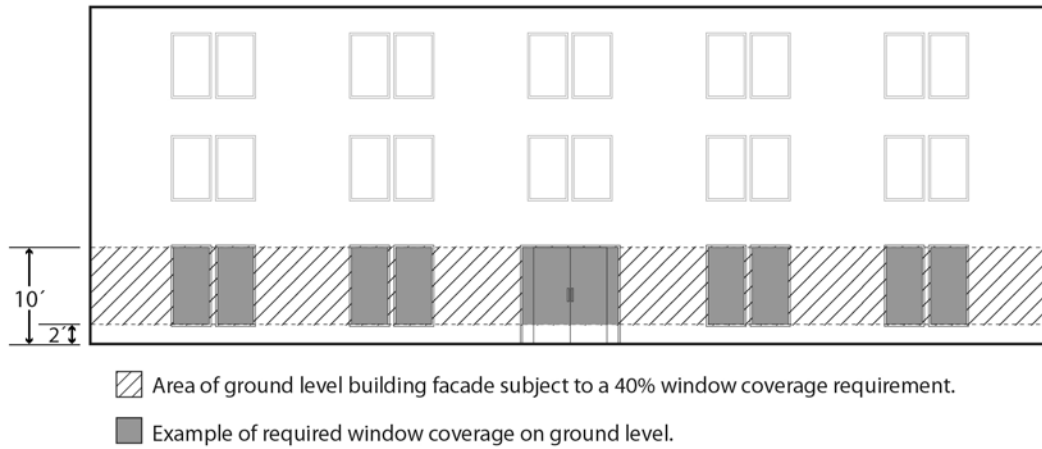 10´
2´
Area of ground level building facade subject to a 40% window coverage requirement.
Example of required window coverage on ground level.